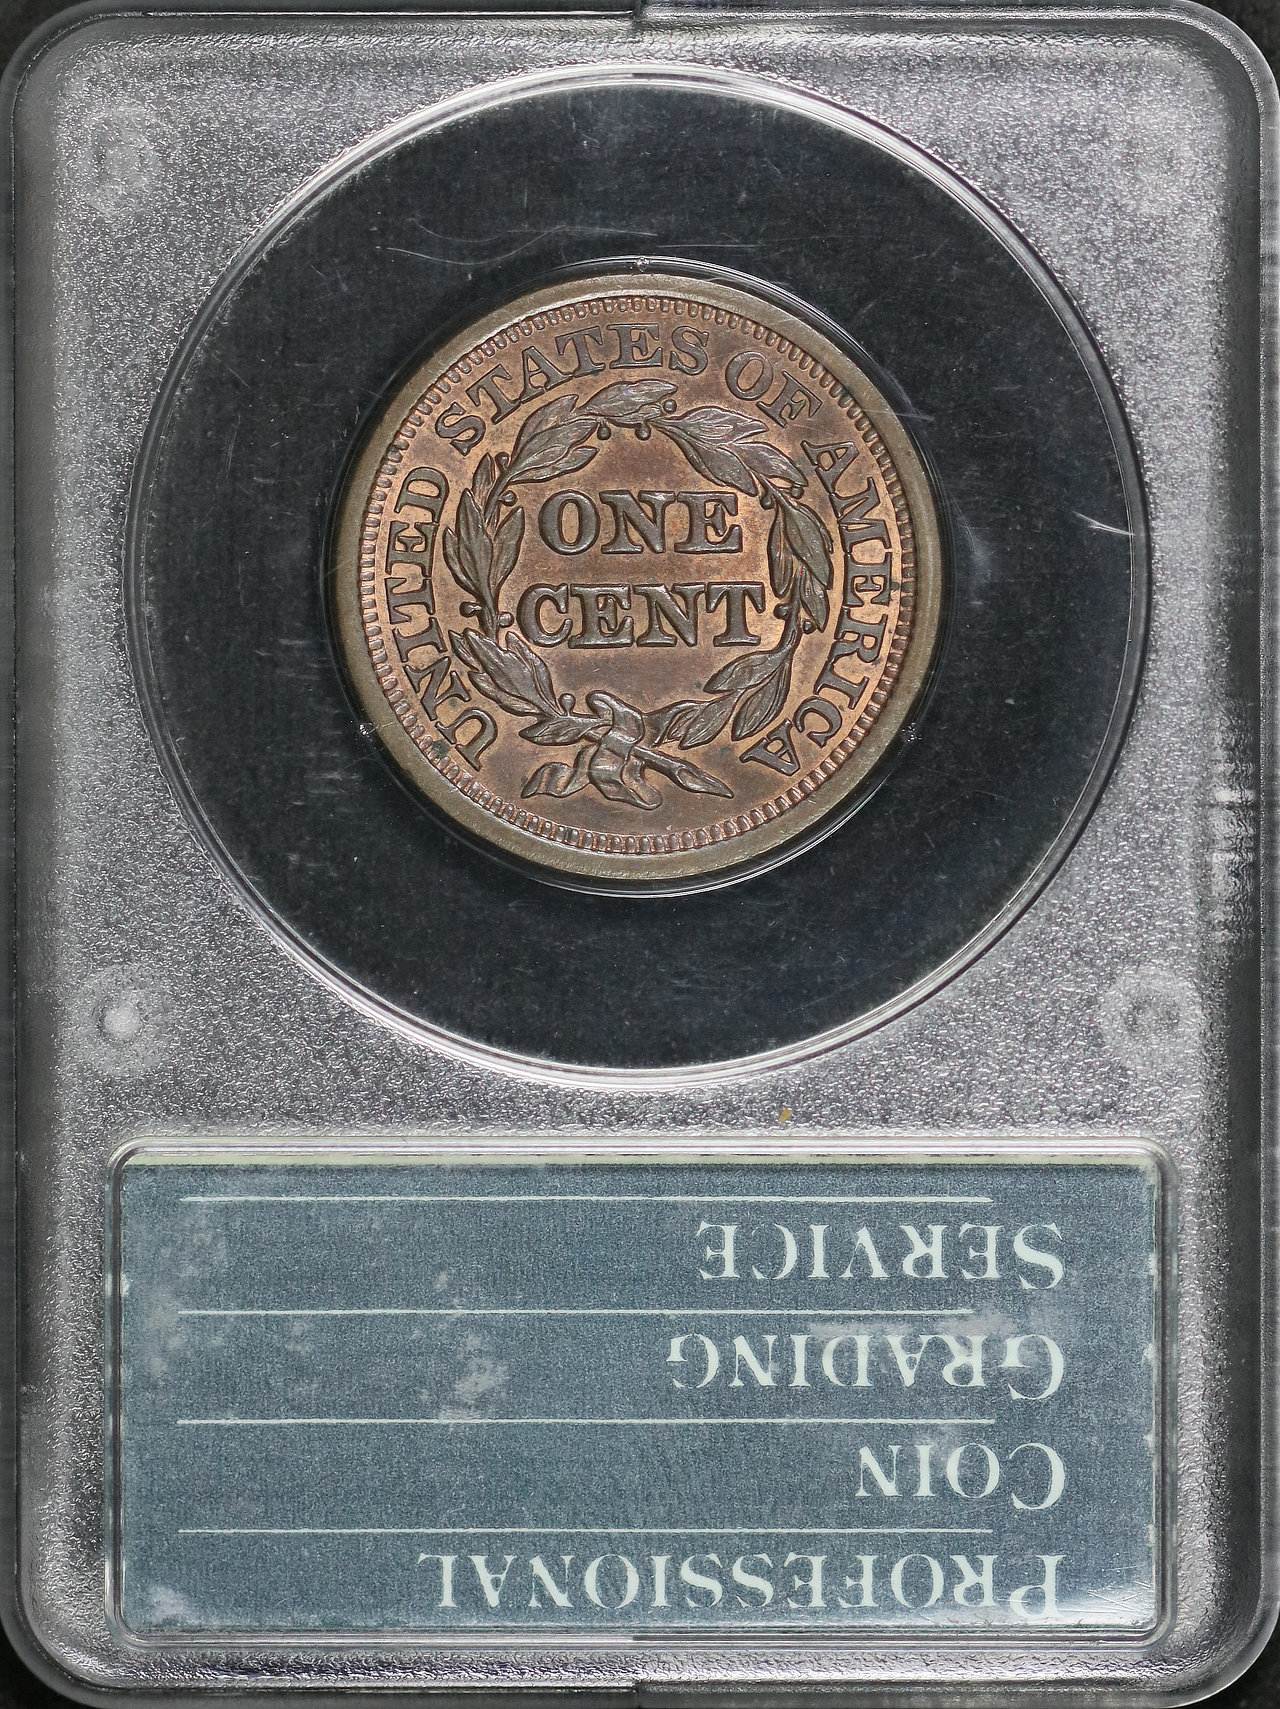 UNITED STATES OF AMERICA
ONE
CENT
PROFESSIONAL
COIN
GRADING
SERVICE